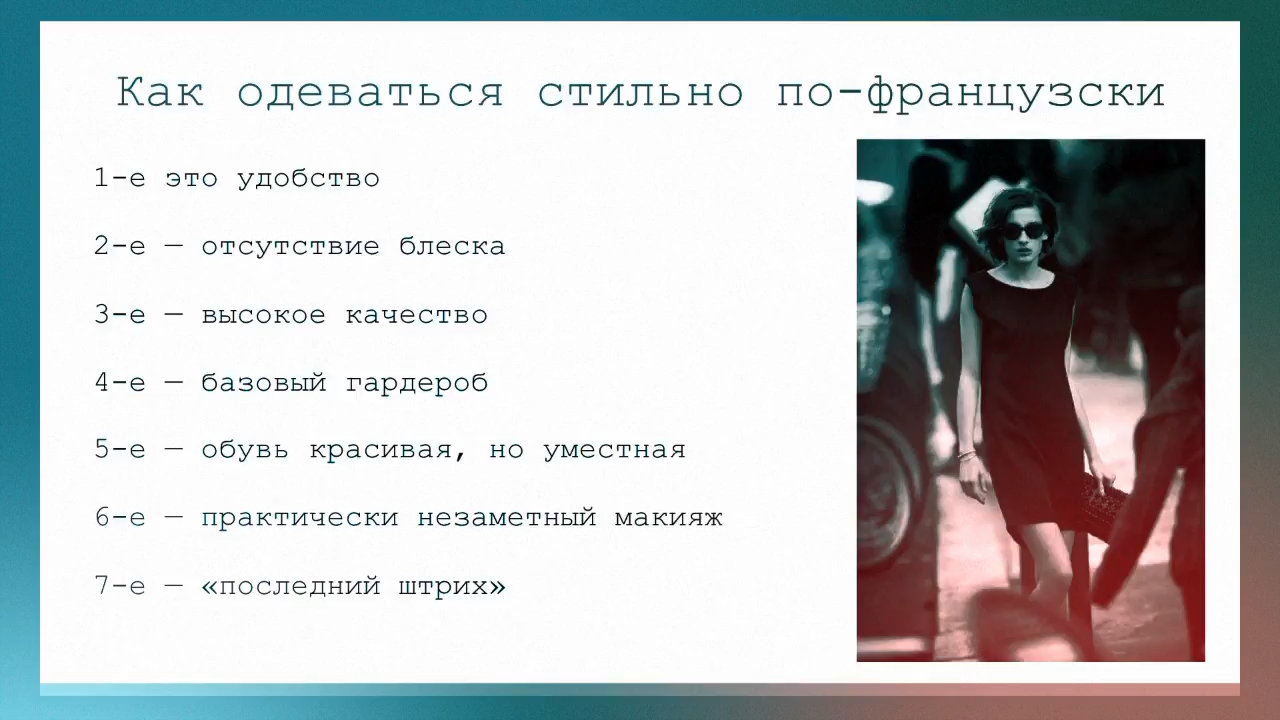 Как одеваться стильно по-французски
1-е это удобство
2-е — отсутствие блеска
3-е — высокое качество
4-е — базовый гардероб
5-е — обувь красивая, но уместная
6-е — практически незаметный макияж
7-е — «последний штрих»